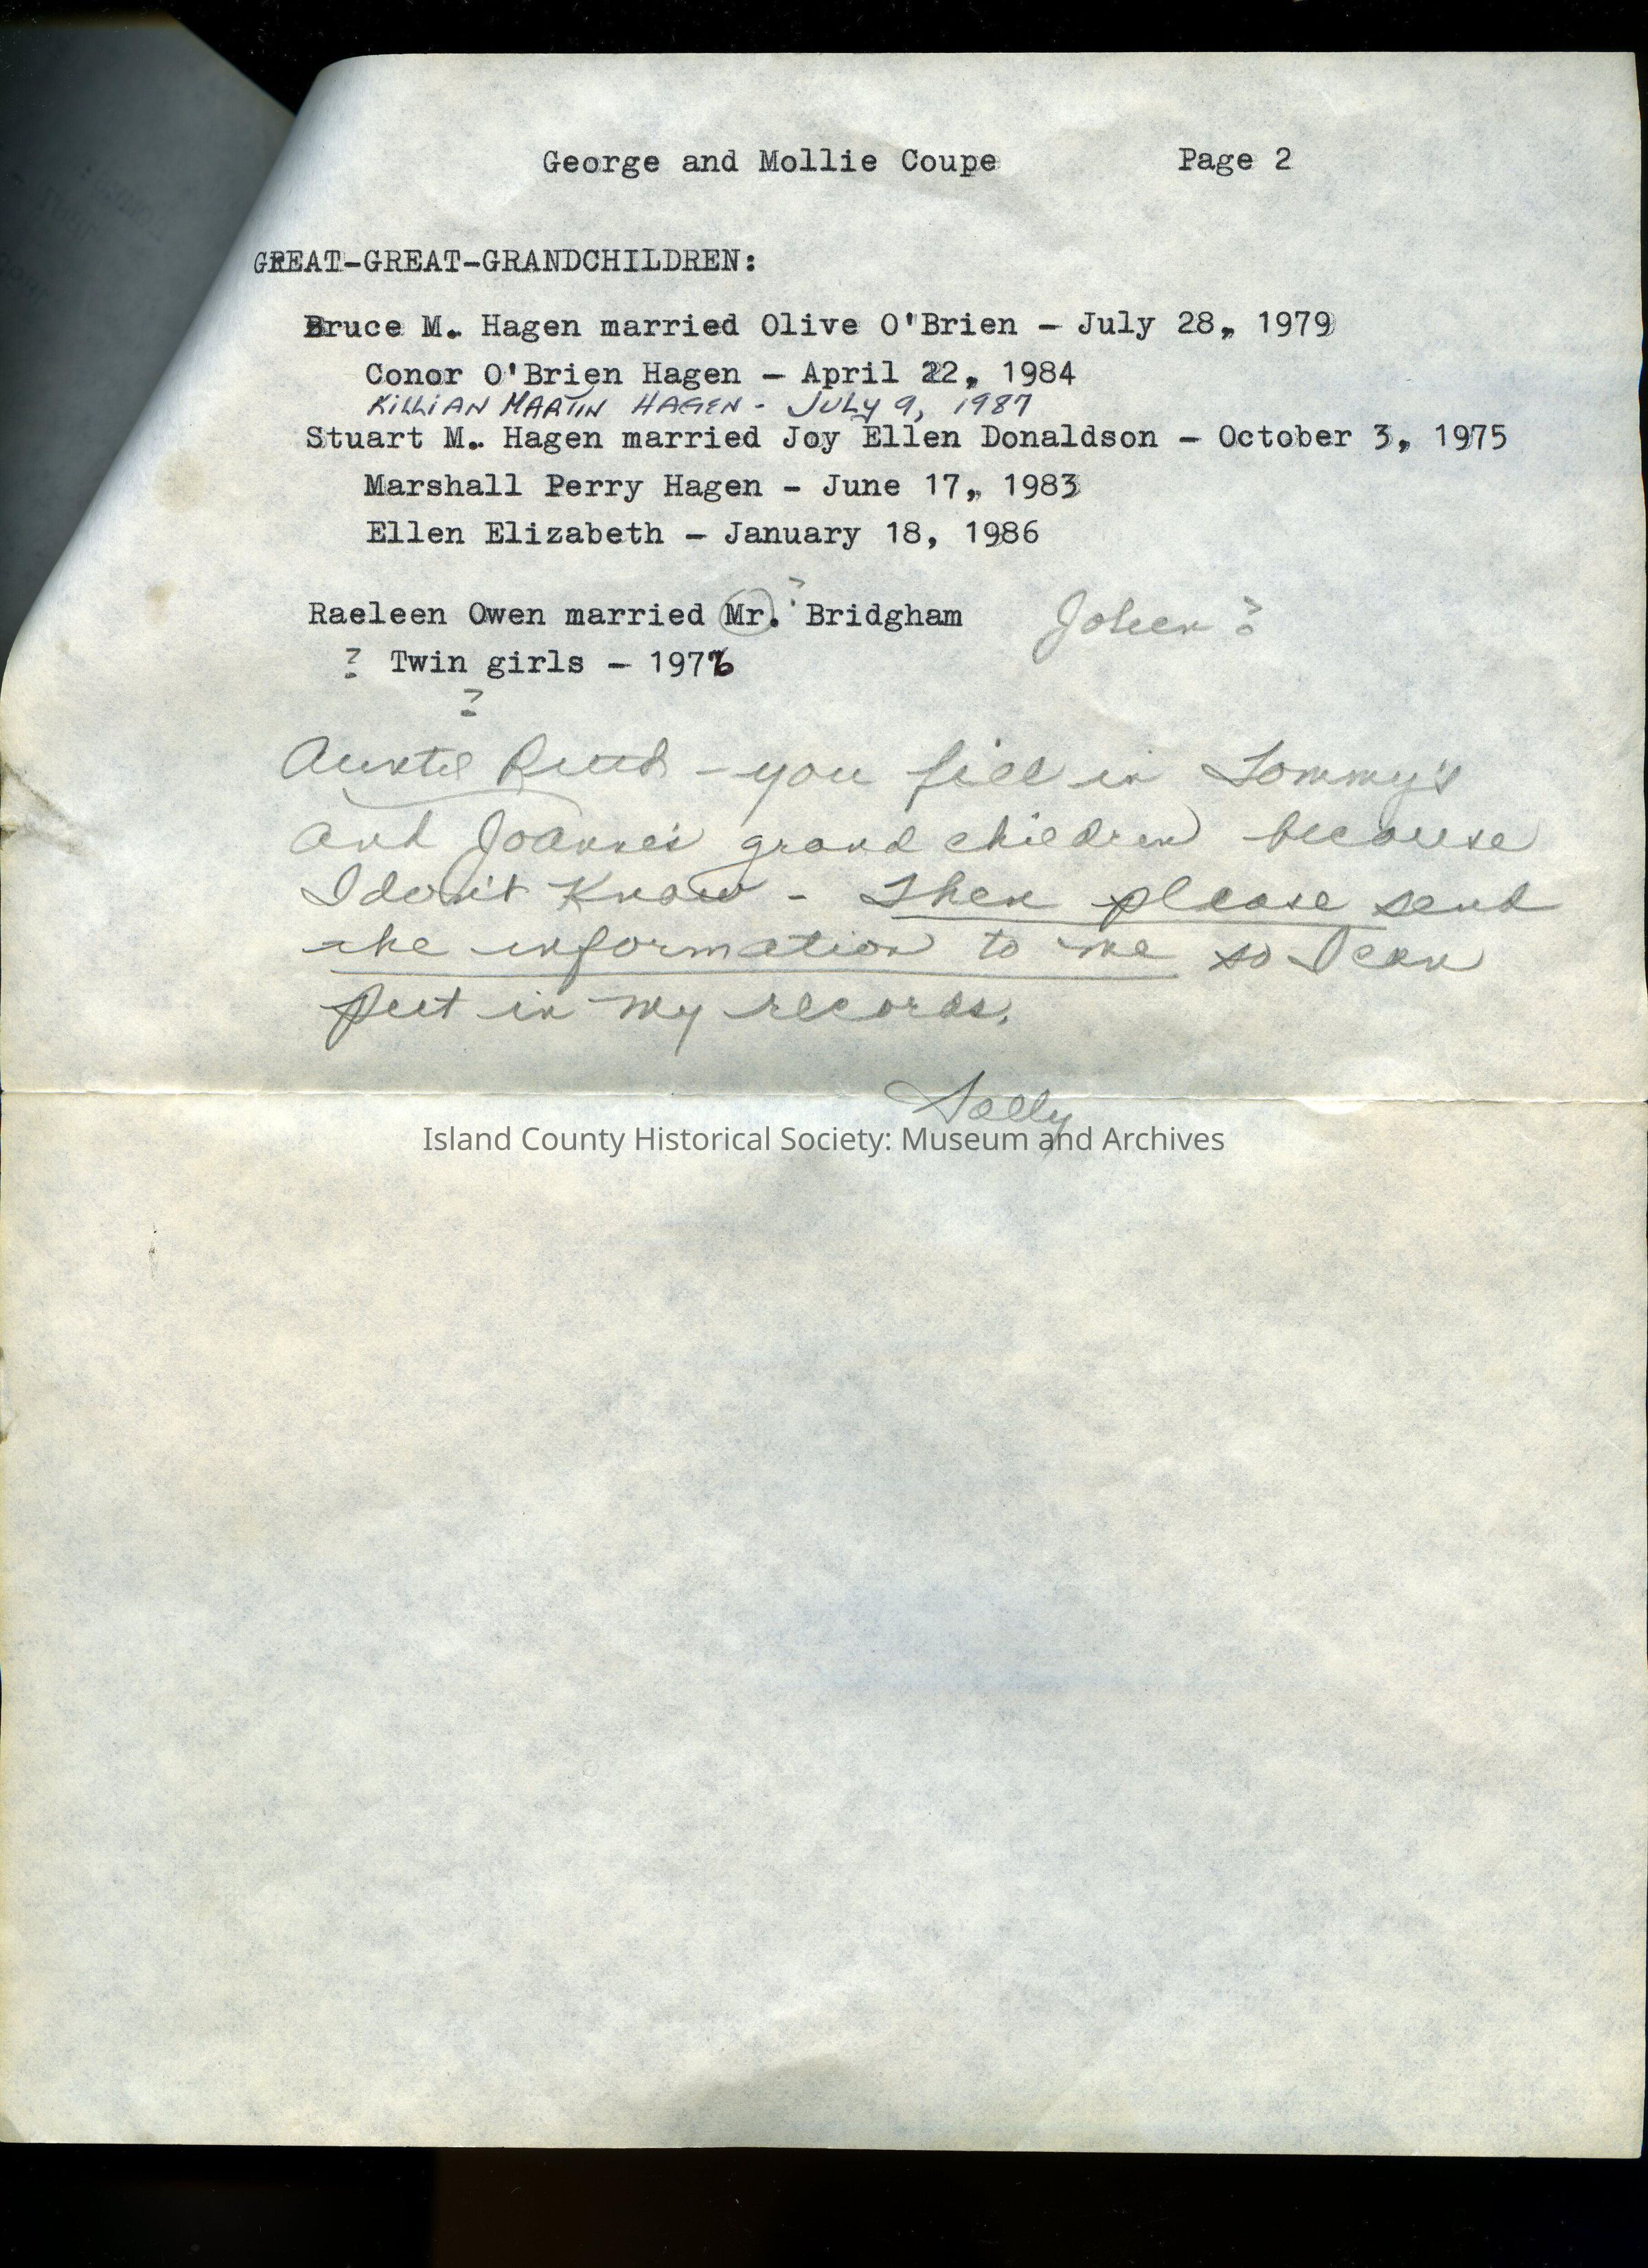 George and Mollie Coupe Page 2
GREAT-GREAT-GRANDCHILDREN:
Bruce M. Hagen married Olive O'Brien - July 28, 1979
Conor O'Brien Hagen - April 22, 1984
KILLIAN MARTIN HAGEN - JULY 9, 1987
Stuart M. Hagen married Joy Ellen Donaldson - October 3, 1975
Marshall Perry Hagen - June 17, 1983
Ellen Elizabeth - January 18, 1986
?
Raeleen Owen married Mr. Bridgham ?
? Twin girls - 1976
?
Auntie Ruth - you fill in Tommy's
and Joanne's grand children because
I don't know - Then please send
the information to me so I can
put in my records.
Sally
Island County Historical Society: Museum and Archives